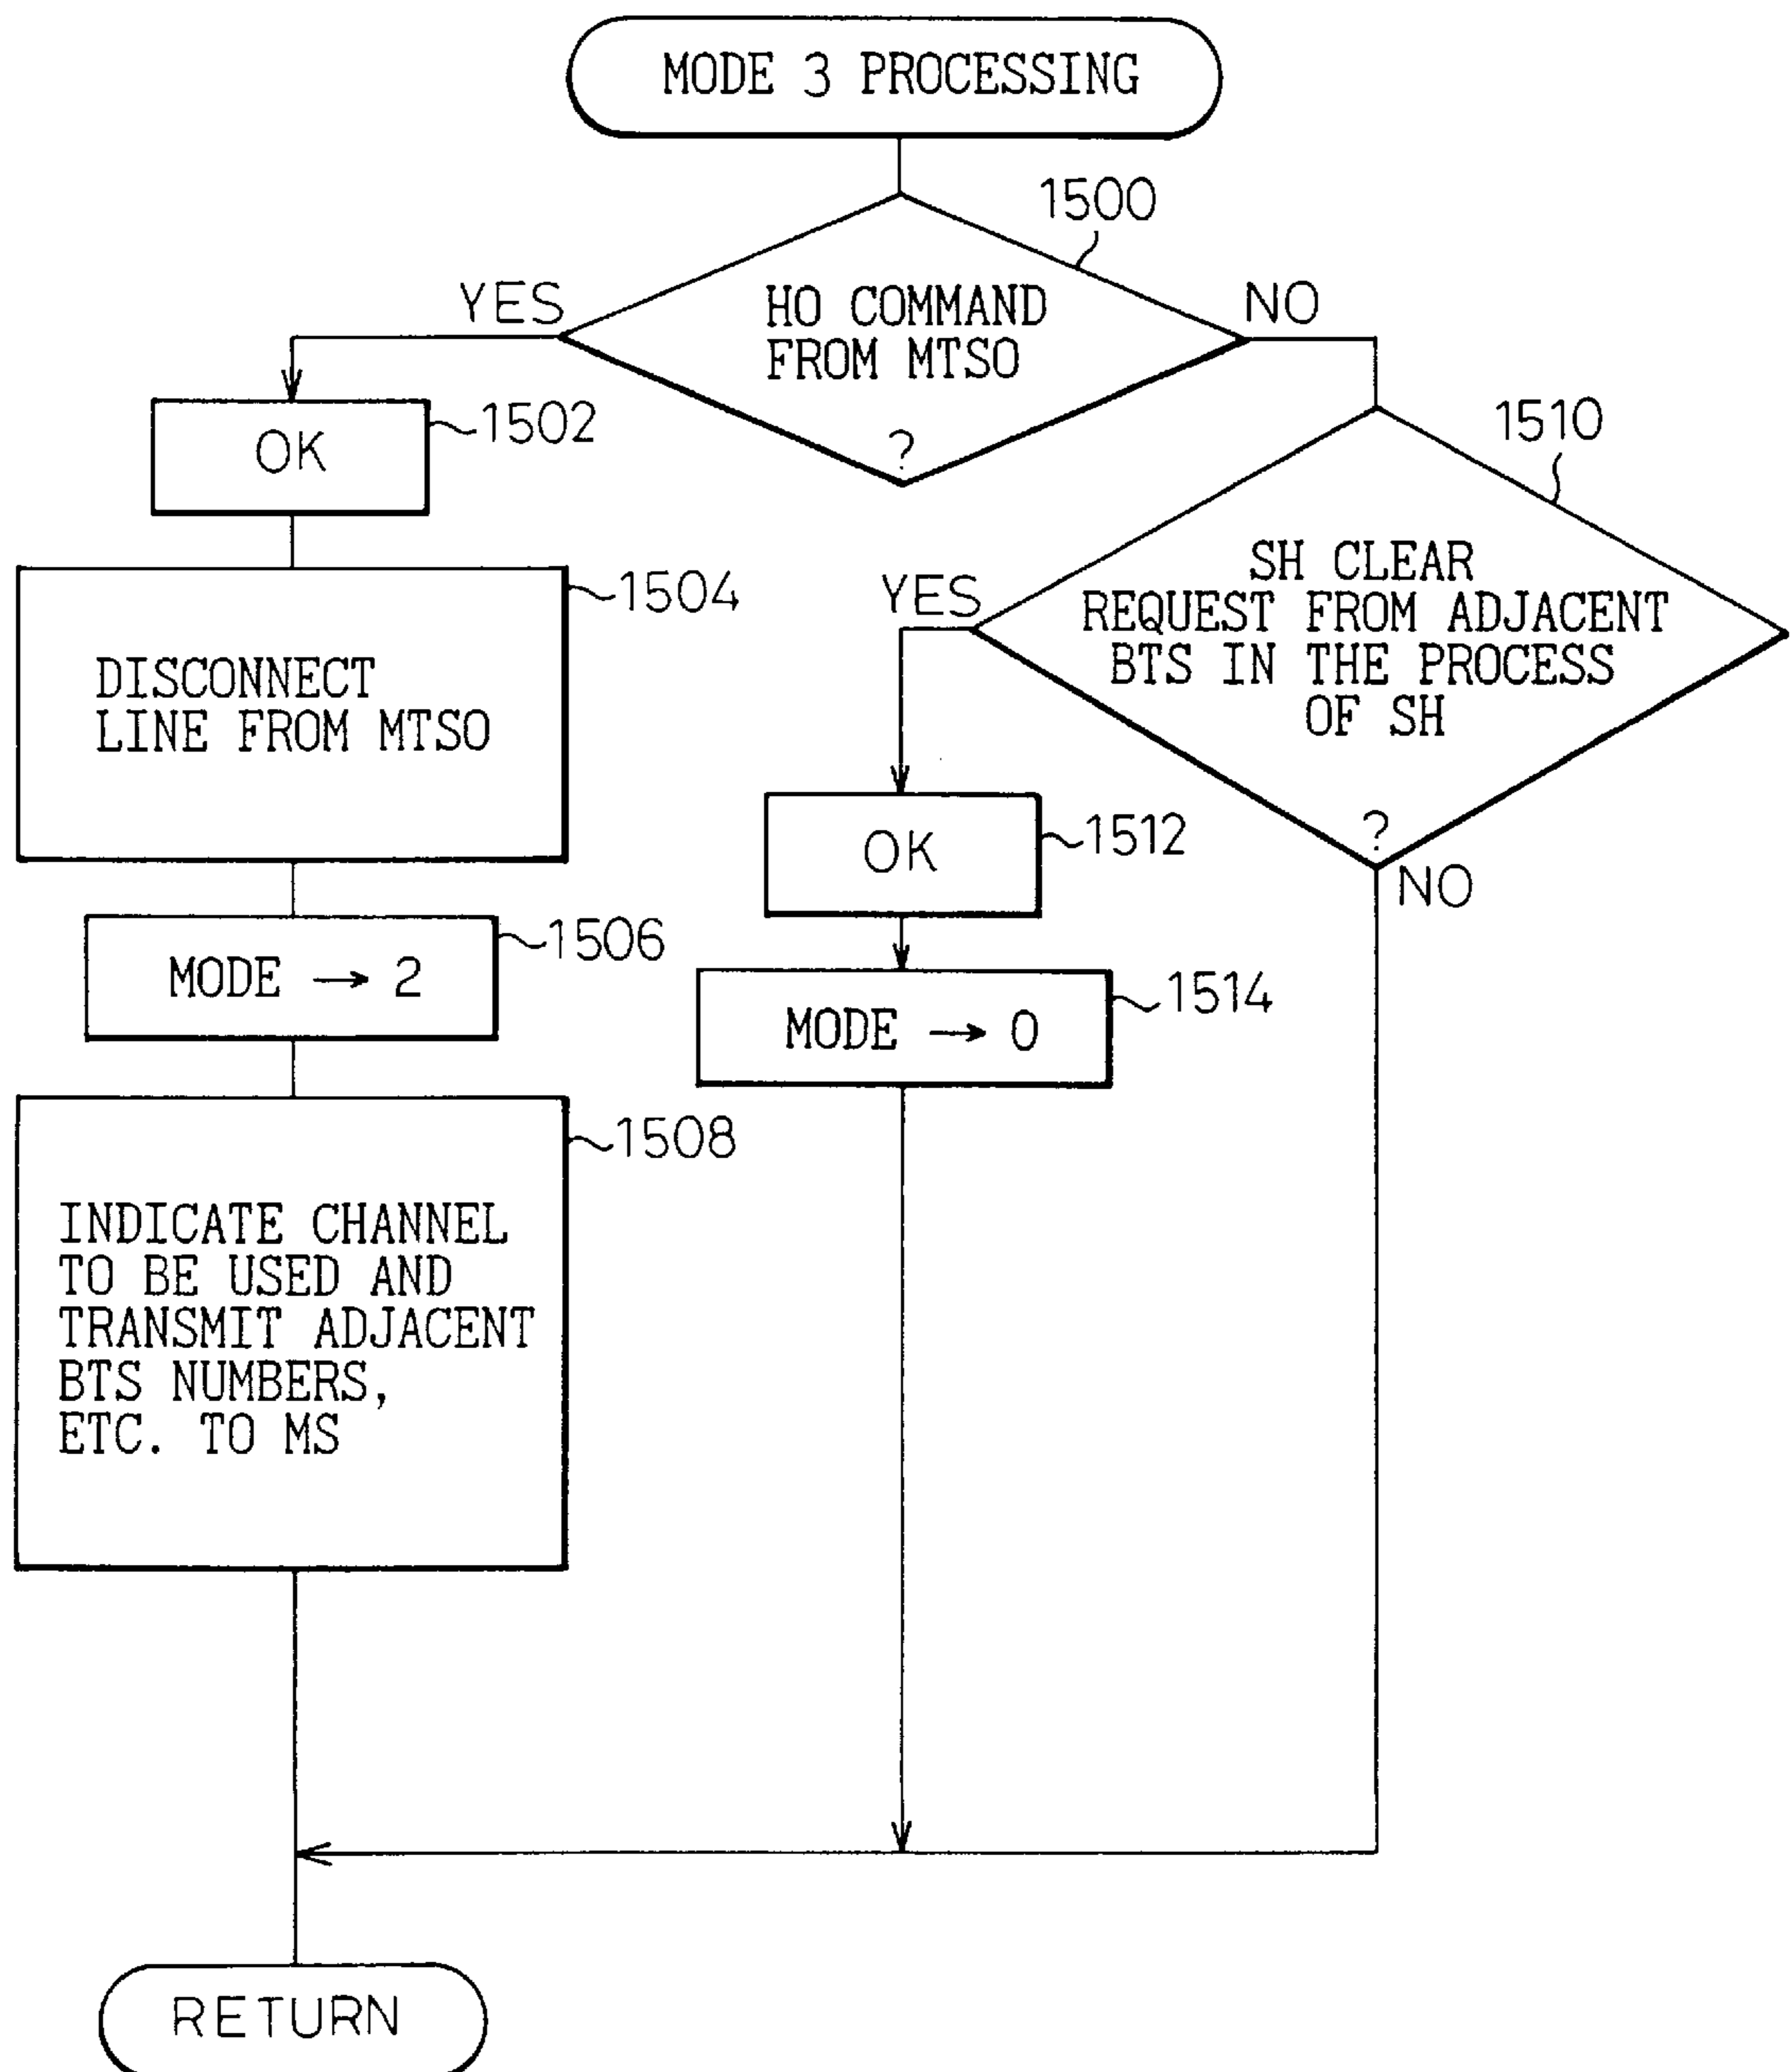 MODE 3 PROCESSING
1500
YES
HO COMMAND
FROM MTSO
?
NO
OK
1502
1510
SH CLEAR
REQUEST FROM ADJACENT
BTS IN THE PROCESS
OF SH
?
YES
NO
1504
DISCONNECT
LINE FROM MTSO
OK
1512
MODE → 2
1506
MODE → 0
1514
1508
INDICATE CHANNEL
TO BE USED AND
TRANSMIT ADJACENT
BTS NUMBERS,
ETC. TO MS
RETURN